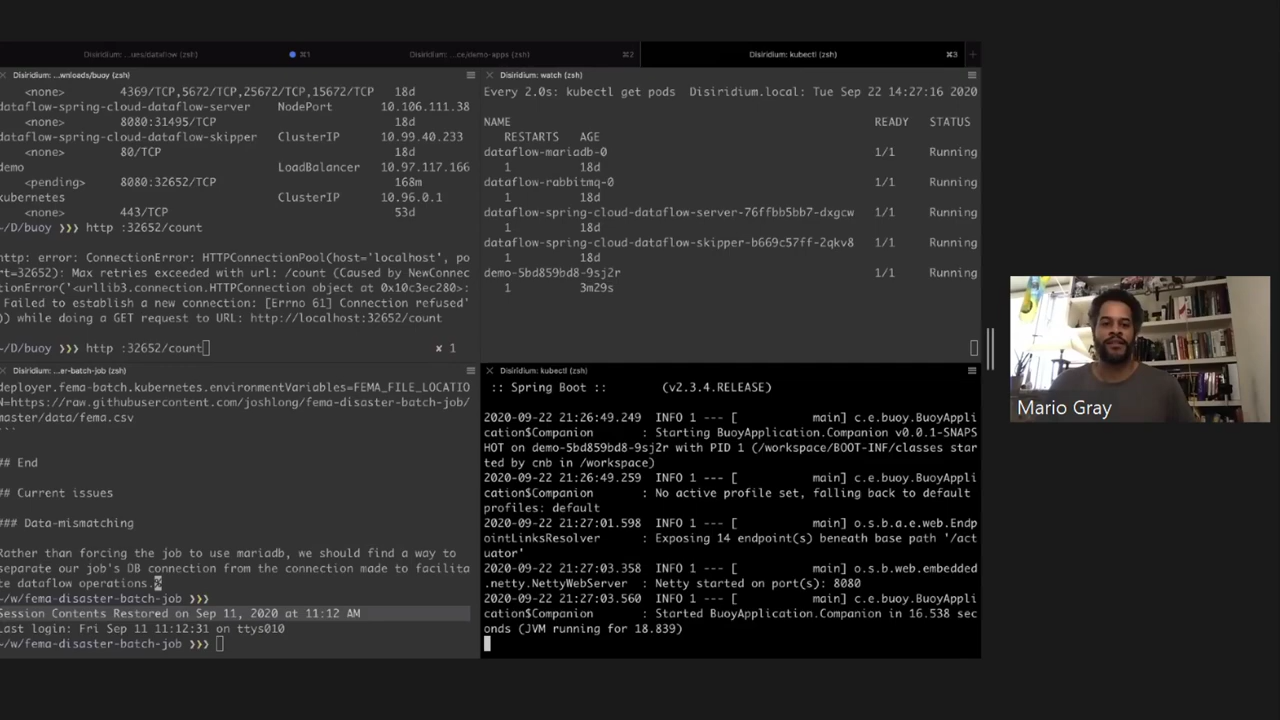 Disiridium: ...ures/dataflow (zsh)
⌘1
Disiridium: ...ce/demo-apps (zsh)
⌘2
Disiridium: kubectl (zsh)
⌘3
Disiridium: ...wnloads/buoy (zsh)
<none> 4369/TCP,5672/TCP,25672/TCP,15672/TCP 18d
dataflow-spring-cloud-dataflow-server NodePort 10.106.111.38
<none> 8080:31495/TCP 18d
dataflow-spring-cloud-dataflow-skipper ClusterIP 10.99.40.233
<none> 80/TCP 18d
demo LoadBalancer 10.97.117.166
<pending> 8080:32652/TCP 168m
kubernetes ClusterIP 10.96.0.1
<none> 443/TCP 53d
~/D/buoy ❯❯❯ http :32652/count
http: error: ConnectionError: HTTPConnectionPool(host='localhost', po
rt=32652): Max retries exceeded with url: /count (Caused by NewConnec
tionError('<urllib3.connection.HTTPConnection object at 0x10c3ec280>:
Failed to establish a new connection: [Errno 61] Connection refused'
)) while doing a GET request to URL: http://localhost:32652/count
~/D/buoy ❯❯❯ http :32652/count ✘ 1
Disiridium: watch (zsh)
Every 2.0s: kubectl get pods Disiridium.local: Tue Sep 22 14:27:16 2020
NAME READY STATUS
RESTARTS AGE
dataflow-mariadb-0 1/1 Running
1 18d
dataflow-rabbitmq-0 1/1 Running
1 18d
dataflow-spring-cloud-dataflow-server-76ffbb5bb7-dxgcw 1/1 Running
1 18d
dataflow-spring-cloud-dataflow-skipper-b669c57ff-2qkv8 1/1 Running
1 18d
demo-5bd859bd8-9sj2r 1/1 Running
1 3m29s
Disiridium: ...er-batch-job (zsh)
deployer.fema-batch.kubernetes.environmentVariables=FEMA_FILE_LOCATIO
N=https://raw.githubusercontent.com/joshlong/fema-disaster-batch-job/
master/data/fema.csv
```
## End
## Current issues
### Data-mismatching
Rather than forcing the job to use mariadb, we should find a way to
separate our job's DB connection from the connection made to facilita
te dataflow operations.%
~/w/fema-disaster-batch-job ❯❯❯
Session Contents Restored on Sep 11, 2020 at 11:12 AM
Last login: Fri Sep 11 11:12:31 on ttys010
~/w/fema-disaster-batch-job ❯❯❯
Disiridium: kubectl (zsh)
:: Spring Boot :: (v2.3.4.RELEASE)
2020-09-22 21:26:49.249 INFO 1 --- [ main] c.e.buoy.BuoyAppli
cation$Companion : Starting BuoyApplication.Companion v0.0.1-SNAPS
HOT on demo-5bd859bd8-9sj2r with PID 1 (/workspace/BOOT-INF/classes star
ted by cnb in /workspace)
2020-09-22 21:26:49.259 INFO 1 --- [ main] c.e.buoy.BuoyAppli
cation$Companion : No active profile set, falling back to default
profiles: default
2020-09-22 21:27:01.598 INFO 1 --- [ main] o.s.b.a.e.web.Endp
ointLinksResolver : Exposing 14 endpoint(s) beneath base path '/act
uator'
2020-09-22 21:27:03.358 INFO 1 --- [ main] o.s.b.web.embedded
.netty.NettyWebServer : Netty started on port(s): 8080
2020-09-22 21:27:03.560 INFO 1 --- [ main] c.e.buoy.BuoyAppli
cation$Companion : Started BuoyApplication.Companion in 16.538 sec
onds (JVM running for 18.839)
Mario Gray